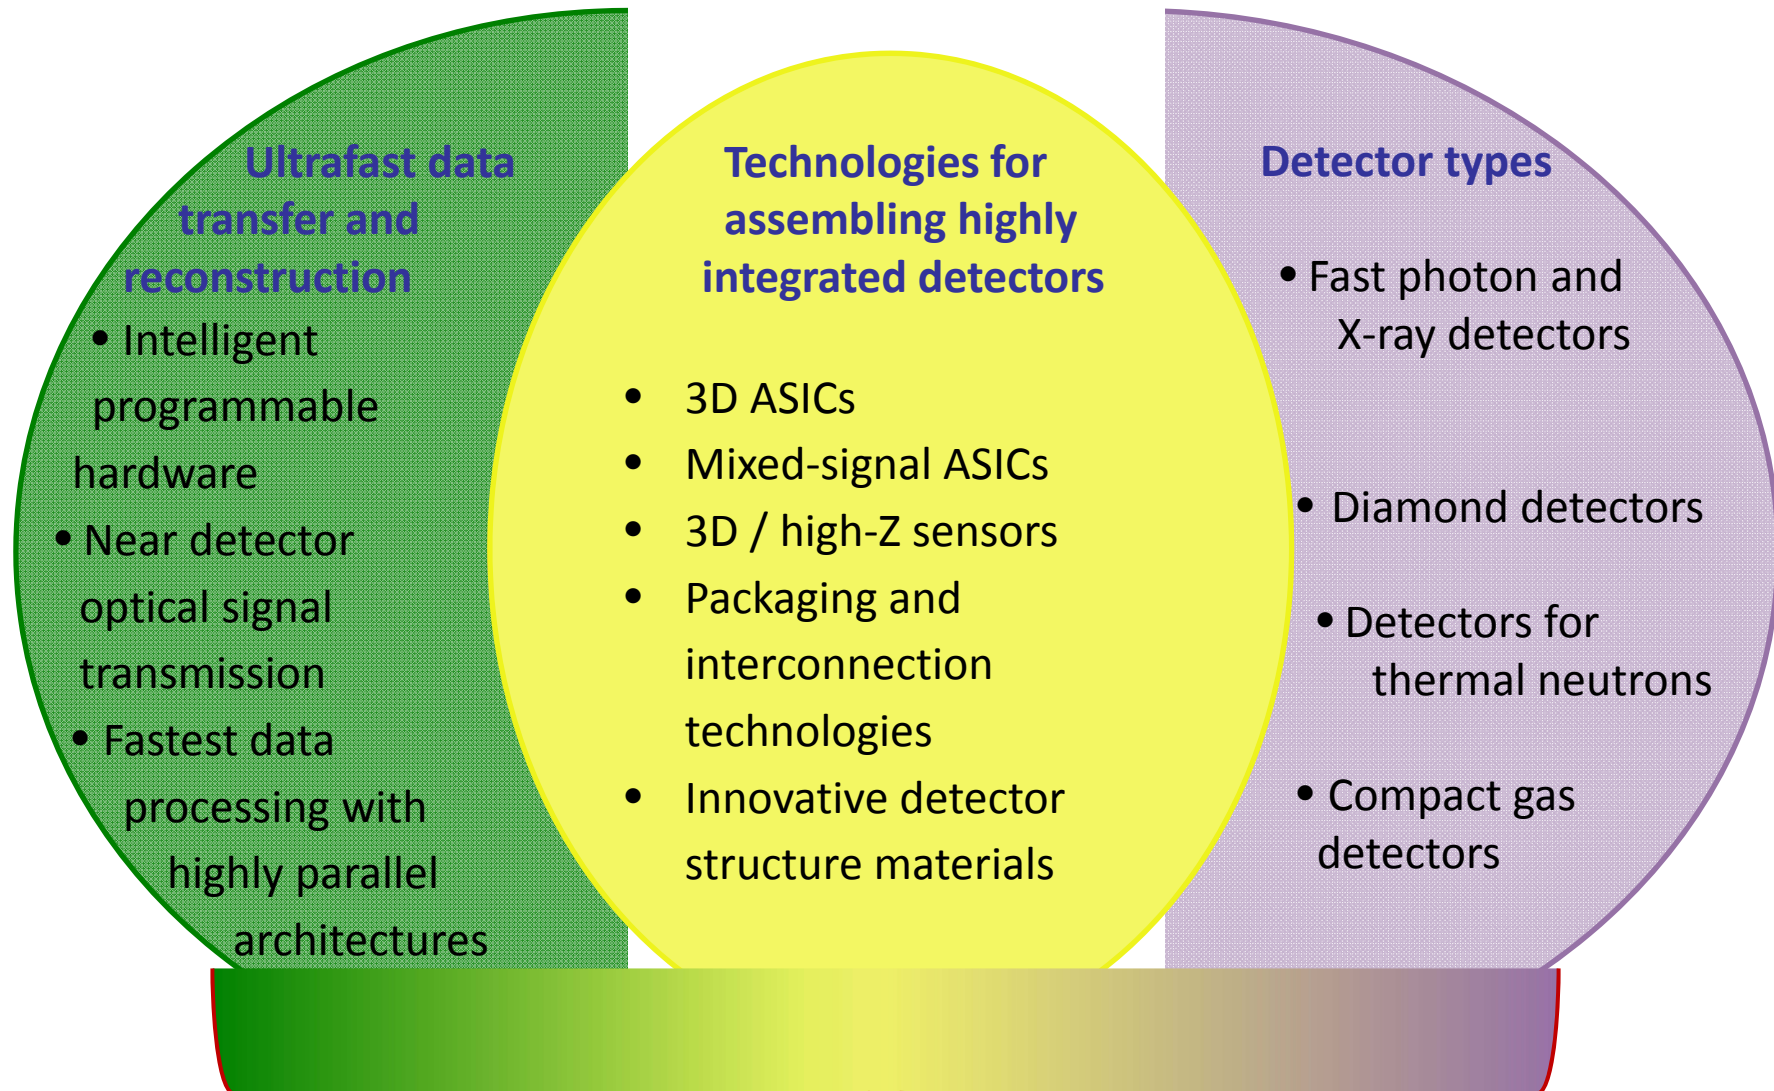 Ultrafast data
transfer and
reconstruction
• Intelligent
programmable
hardware
• Near detector
optical signal
transmission
• Fastest data
processing with
highly parallel
architectures
Technologies for
assembling highly
integrated detectors
• 3D ASICs
• Mixed-signal ASICs
• 3D / high-Z sensors
• Packaging and
interconnection
technologies
• Innovative detector
structure materials
Detector types
• Fast photon and
X-ray detectors
• Diamond detectors
• Detectors for
thermal neutrons
• Compact gas
detectors